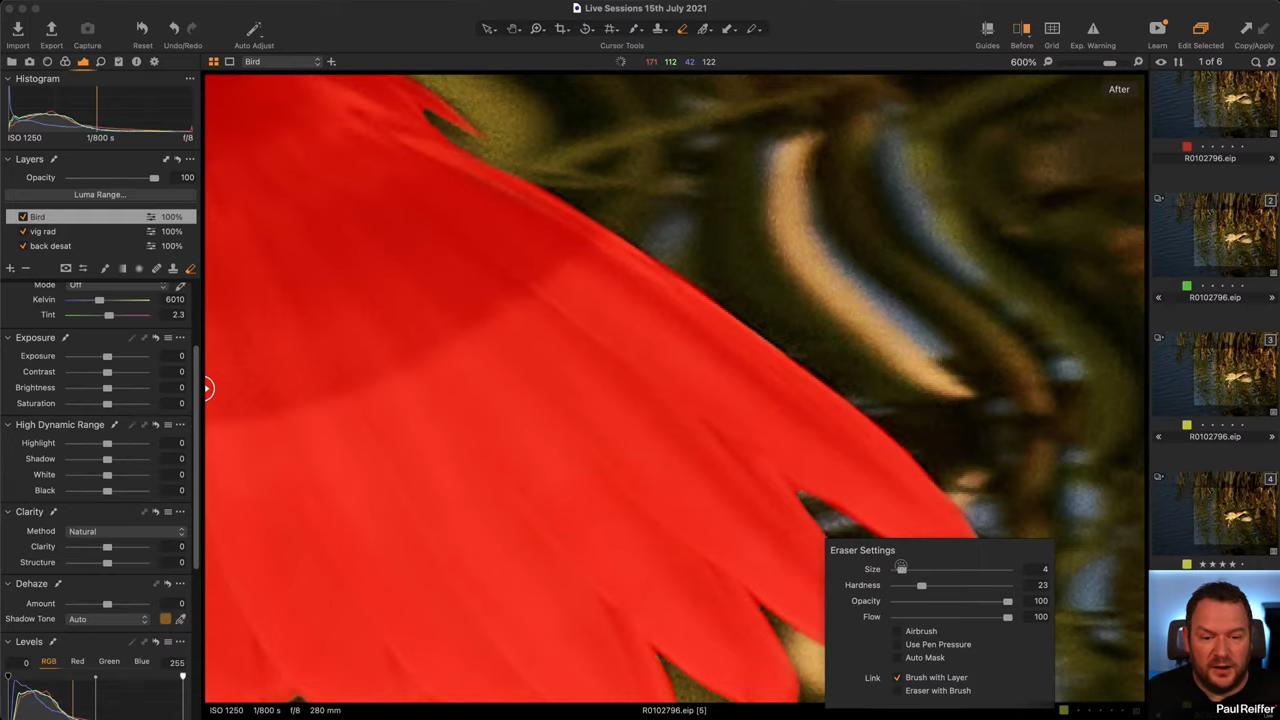 Live Sessions 15th July 2021
Import
Export
Capture
Reset
Undo/Redo
Auto Adjust
Cursor Tools
Guides
Before
Grid
Exp. Warning
Learn
Edit Selected
Copy/Apply
Bird
171 112 42 122
600%
1 of 6
Histogram
ISO 1250 1/800 s f/8
Layers
Opacity 100
Luma Range...
Bird 100%
vig rad 100%
back desat 100%
Mode Off
Kelvin 6010
Tint 2.3
Exposure
Exposure 0
Contrast 0
Brightness 0
Saturation 0
High Dynamic Range
Highlight 0
Shadow 0
White 0
Black 0
Clarity
Method Natural
Clarity 0
Structure 0
Dehaze
Amount 0
Shadow Tone Auto
Levels
0 RGB Red Green Blue 255
After
Eraser Settings
Size 4
Hardness 23
Opacity 100
Flow 100
Airbrush
Use Pen Pressure
Auto Mask
Link Brush with Layer
Eraser with Brush
ISO 1250 1/800 s f/8 280 mm
R0102796.eip [5]
R0102796.eip
2
R0102796.eip
3
R0102796.eip
4
Paul Reiffer
Live